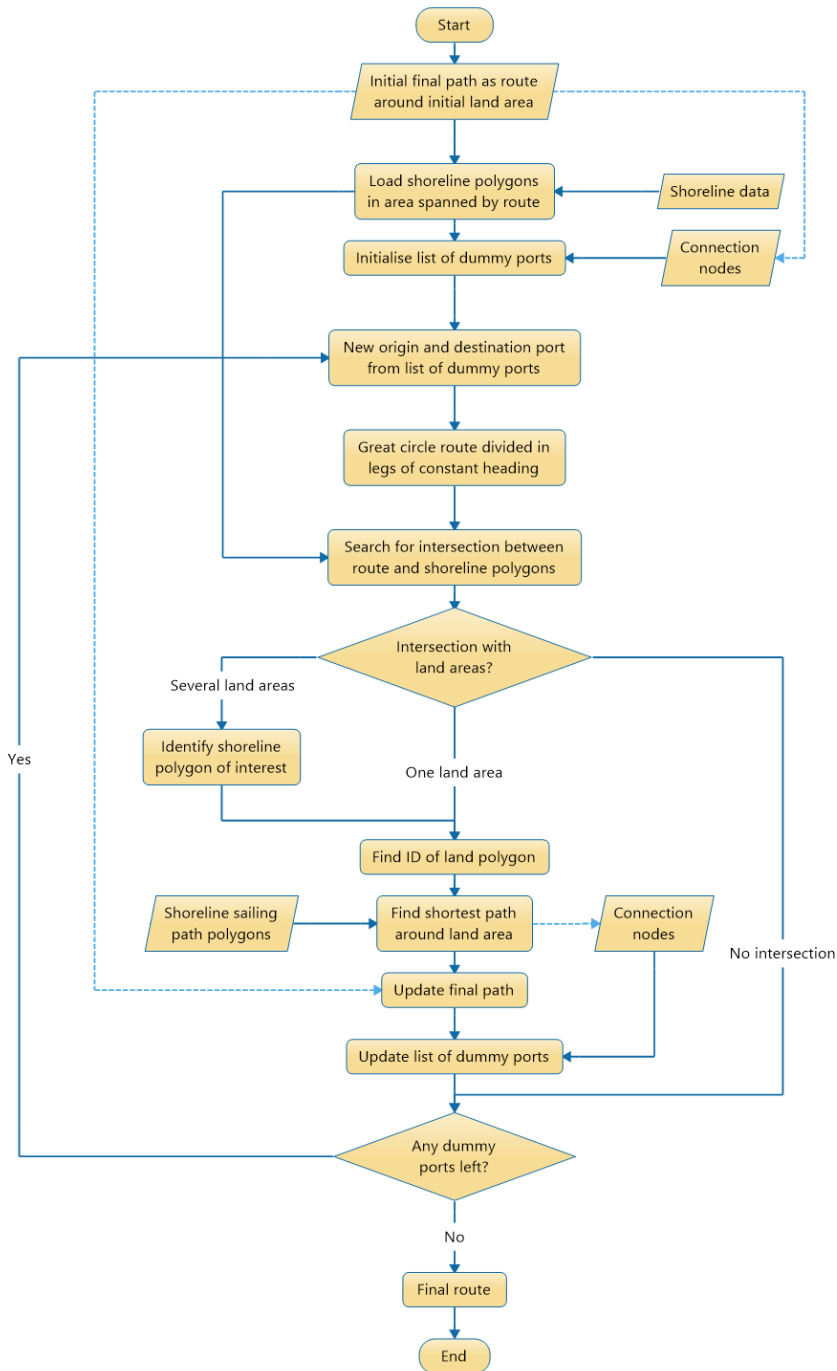 Start
Initial final path as route
around initial land area
Load shoreline polygons
in area spanned by route
Shoreline data
Initialise list of dummy ports
Connection
nodes
New origin and destination port
from list of dummy ports
Great circle route divided in
legs of constant heading
Search for intersection between
route and shoreline polygons
Intersection with
land areas?
Several land areas
Identify shoreline
polygon of interest
Yes
One land area
Find ID of land polygon
Shoreline sailing
path polygons
Find shortest path
around land area
Connection
nodes
No intersection
Update final path
Update list of dummy ports
Any dummy
ports left?
No
Final route
End